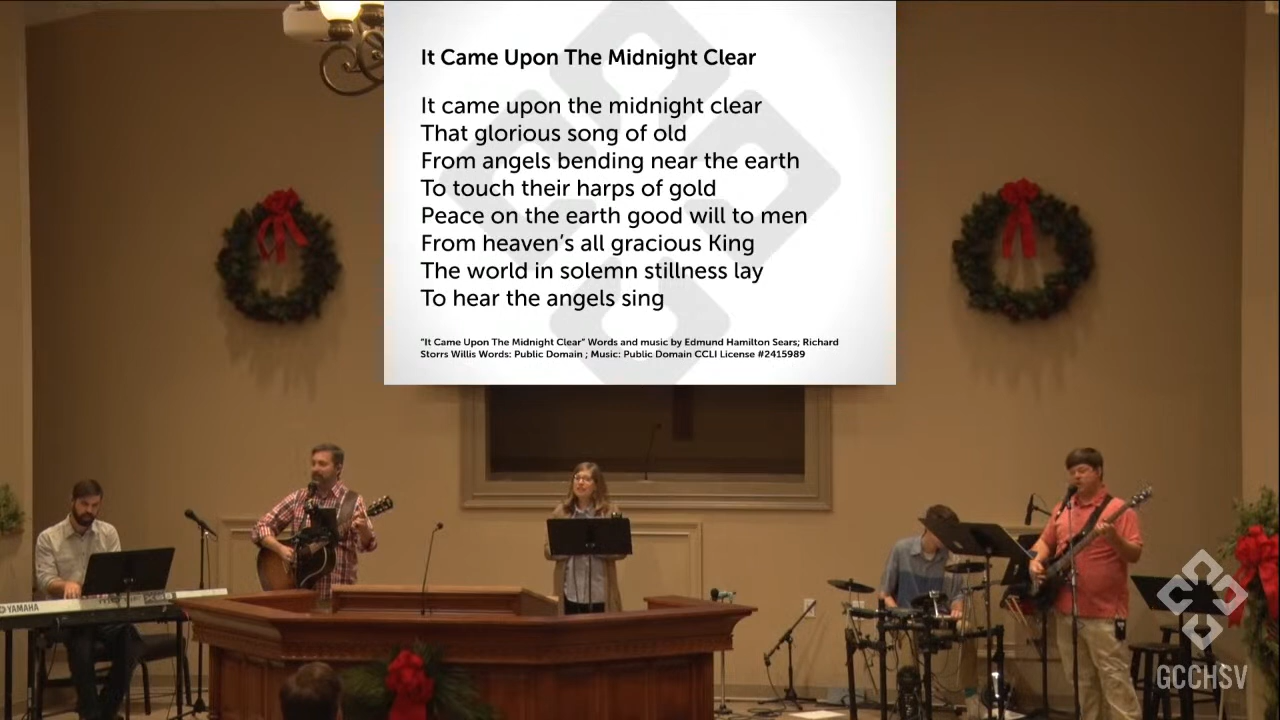 It Came Upon The Midnight Clear
It came upon the midnight clear
That glorious song of old
From angels bending near the earth
To touch their harps of gold
Peace on the earth good will to men
From heaven's all gracious King
The world in solemn stillness lay
To hear the angels sing
"It Came Upon The Midnight Clear" Words and music by Edmund Hamilton Sears; Richard
Storrs Willis Words: Public Domain ; Music: Public Domain CCLI License #2415989
YAMAHA
GCCHSV